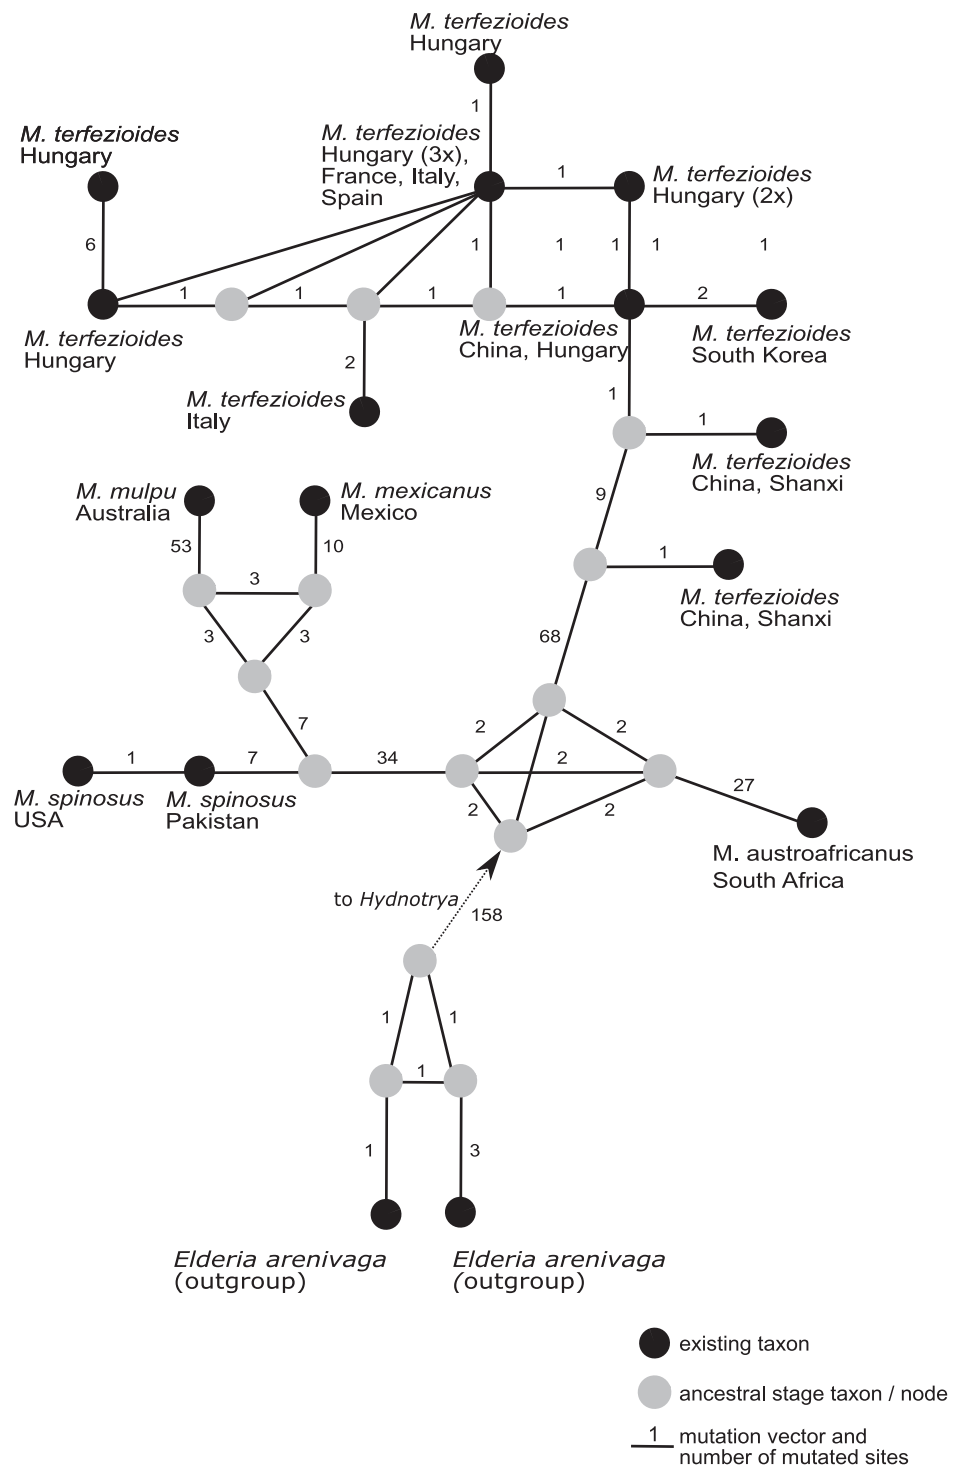 M. terfezioides
Hungary
1
M. terfezioides
Hungary
M. terfezioides
Hungary (3x),
France, Italy,
Spain
1
M. terfezioides
Hungary (2x)
6
1
1
1
1
1
1
1
1
1
2
M. terfezioides
Hungary
M. terfezioides
China, Hungary
M. terfezioides
South Korea
2
1
M. terfezioides
Italy
1
M. terfezioides
China, Shanxi
M. mulpu
Australia
M. mexicanus
Mexico
9
53
10
1
3
M. terfezioides
China, Shanxi
3
3
68
7
2
2
1
7
34
2
27
M. spinosus
USA
M. spinosus
Pakistan
2
2
M. austroafricanus
South Africa
to Hydnotrya
158
1
1
1
1
3
Elderia arenivaga
(outgroup)
Elderia arenivaga
(outgroup)
existing taxon
ancestral stage taxon / node
1
mutation vector and
number of mutated sites